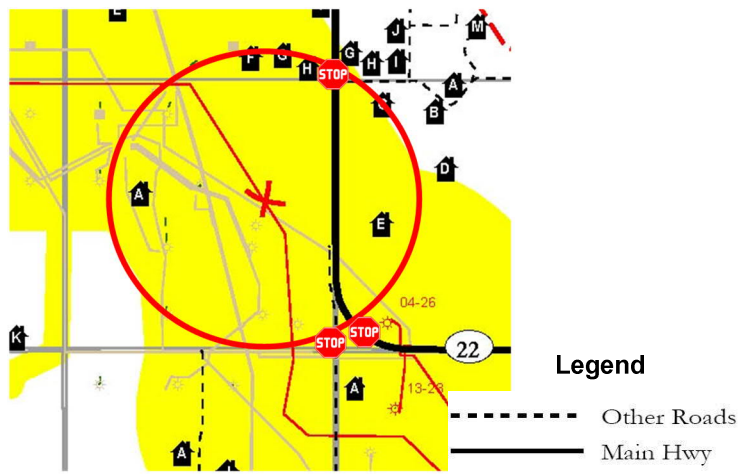 J
M
F
G
H
STOP
G
H
I
A
B
D
A
E
04-26
K
STOP
STOP
22
Legend
A
13-23
Other Roads
A
Main Hwy